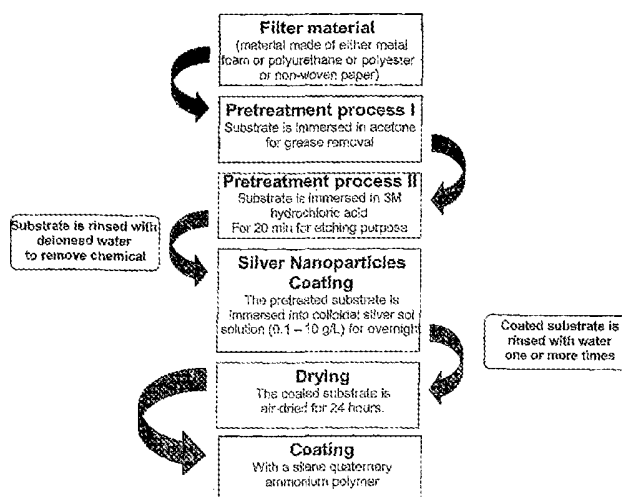 Filter material
(material made of either metal
foam or polyurethane or polyester
or non-woven paper)
Pretreatment process I
Substrate is immersed in acetone
for grease removal
Pretreatment process II
Substrate is immersed in 3M
hydrochloric acid
For 20 min for etching purpose
Substrate is rinsed with
deionsed water
to remove chemical
Silver Nanoparticles
Coating
The pretreated substrate is
immersed into colloidal silver sol
solution (0.1 – 10 g/L) for overnight
Coated substrate is
rinsed with water
one or more times
Drying
The coated substrate is
air-dried for 24 hours.
Coating
With a silane quaternary
ammonium polymer